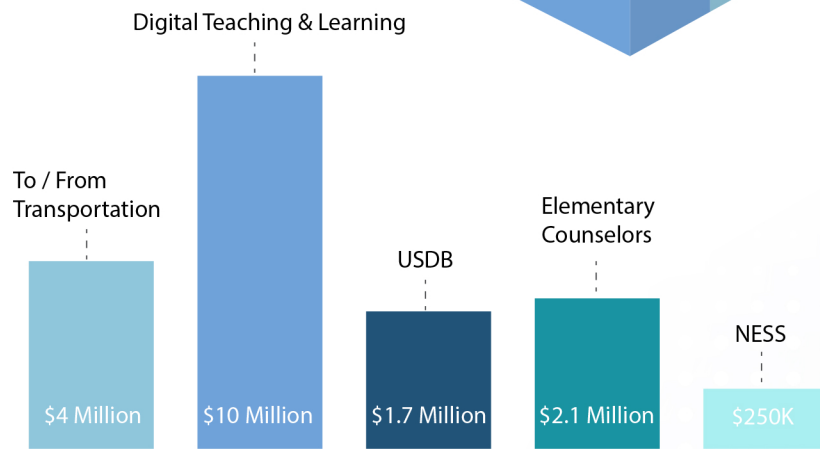 Digital Teaching & Learning
To / From
Transportation
Elementary
Counselors
USDB
NESS
$4 Million
$10 Million
$1.7 Million
$2.1 Million
$250K